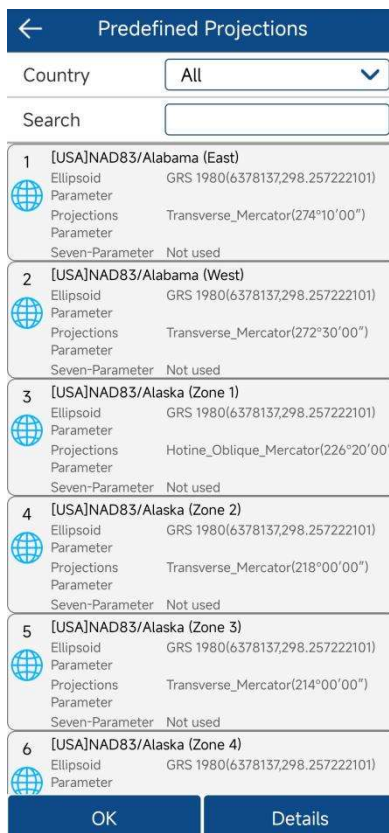 Predefined Projections
Country All
Search
1 [USA]NAD83/Alabama (East)
Ellipsoid Parameter GRS 1980(6378137,298.257222101)
Projections Parameter Transverse_Mercator(274°10'00")
Seven-Parameter Not used
2 [USA]NAD83/Alabama (West)
Ellipsoid Parameter GRS 1980(6378137,298.257222101)
Projections Parameter Transverse_Mercator(272°30'00")
Seven-Parameter Not used
3 [USA]NAD83/Alaska (Zone 1)
Ellipsoid Parameter GRS 1980(6378137,298.257222101)
Projections Parameter Hotine_Oblique_Mercator(226°20'00"
Seven-Parameter Not used
4 [USA]NAD83/Alaska (Zone 2)
Ellipsoid Parameter GRS 1980(6378137,298.257222101)
Projections Parameter Transverse_Mercator(218°00'00")
Seven-Parameter Not used
5 [USA]NAD83/Alaska (Zone 3)
Ellipsoid Parameter GRS 1980(6378137,298.257222101)
Projections Parameter Transverse_Mercator(214°00'00")
Seven-Parameter Not used
6 [USA]NAD83/Alaska (Zone 4)
Ellipsoid Parameter GRS 1980(6378137,298.257222101)
OK Details